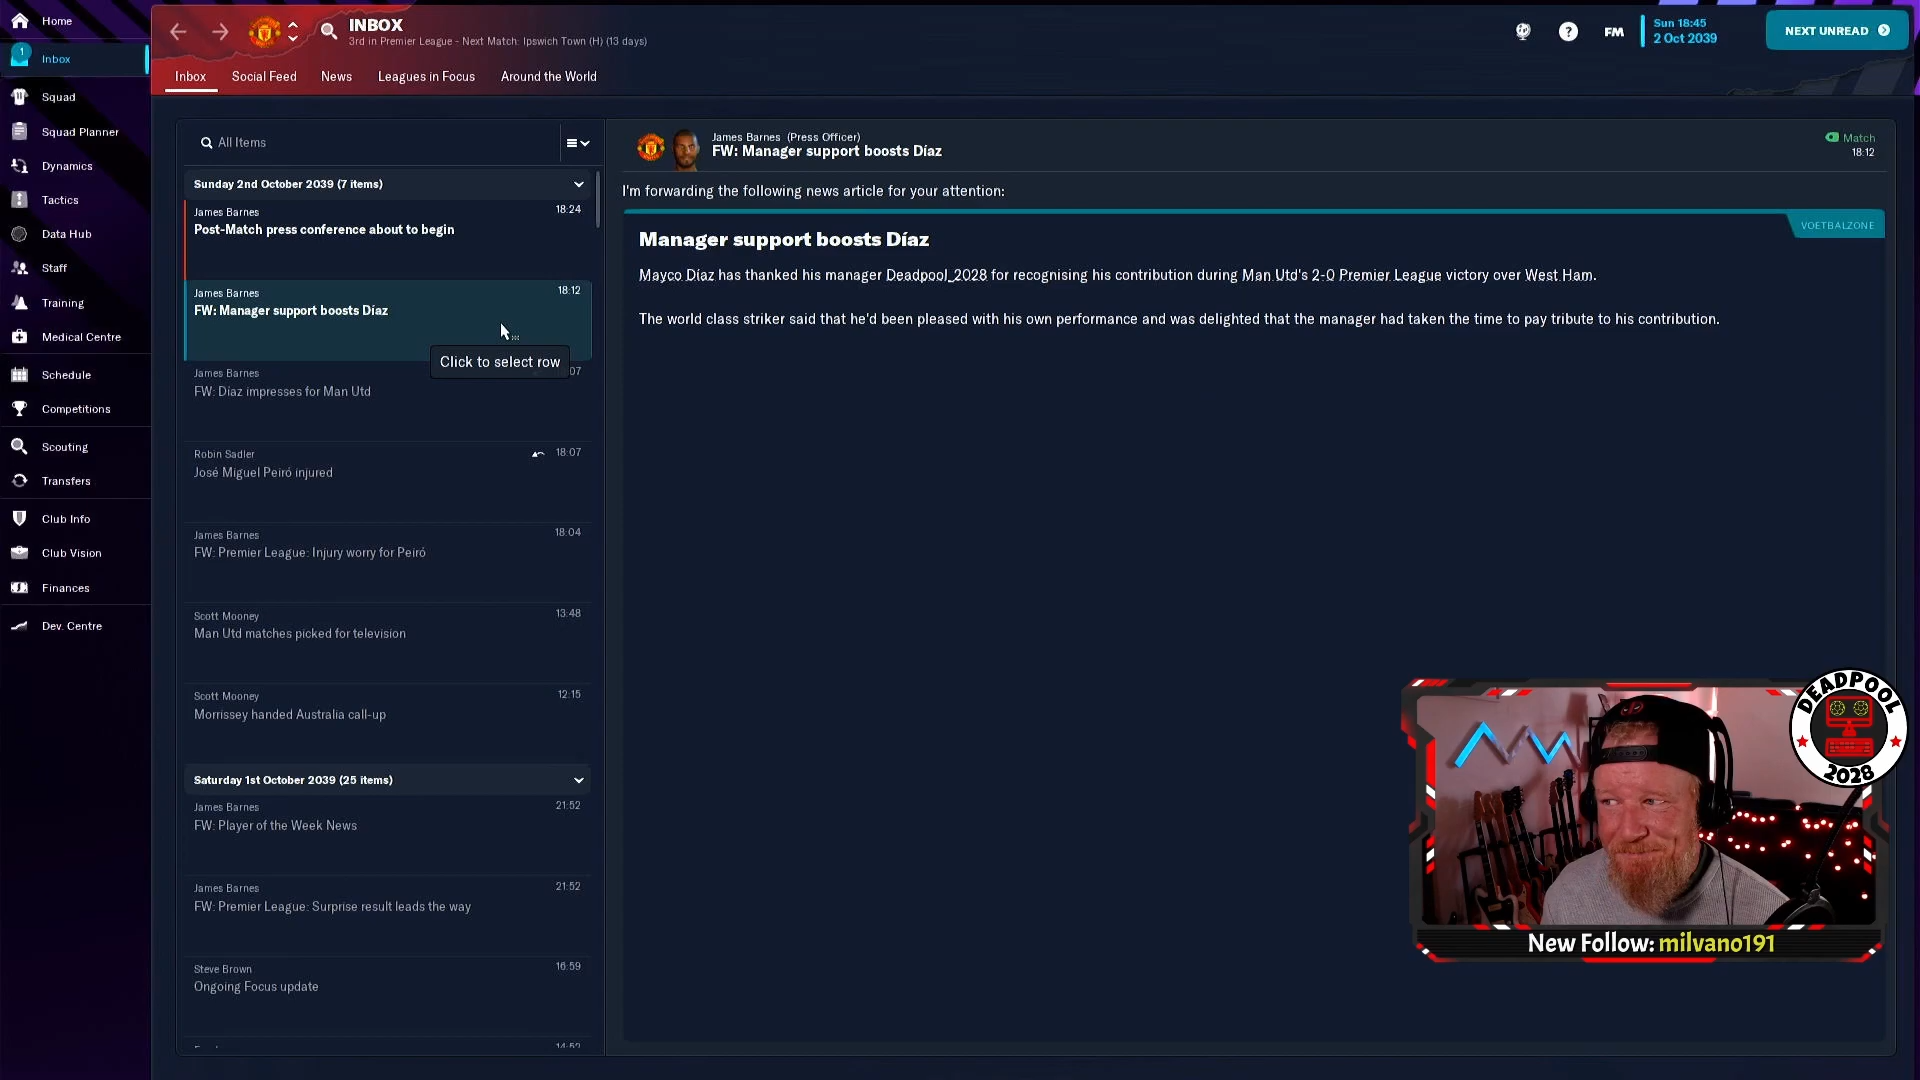 Home
1
Inbox
Squad
Squad Planner
Dynamics
Tactics
Data Hub
Staff
Training
Medical Centre
Schedule
Competitions
Scouting
Transfers
Club Info
Club Vision
Finances
Dev. Centre
INBOX
3rd in Premier League - Next Match: Ipswich Town (H) (13 days)
? FM
Sun 18:45
2 Oct 2039
NEXT UNREAD
Inbox Social Feed News Leagues in Focus Around the World
All Items
Sunday 2nd October 2039 (7 items)
James Barnes 18:24
Post-Match press conference about to begin
James Barnes 18:12
FW: Manager support boosts Díaz
Click to select row
James Barnes
FW: Díaz impresses for Man Utd
Robin Sadler 18:07
José Miguel Peiró injured
James Barnes 18:04
FW: Premier League: Injury worry for Peiró
Scott Mooney 13:48
Man Utd matches picked for television
Scott Mooney 12:15
Morrissey handed Australia call-up
Saturday 1st October 2039 (25 items)
James Barnes 21:52
FW: Player of the Week News
James Barnes 21:52
FW: Premier League: Surprise result leads the way
Steve Brown 16:59
Ongoing Focus update
James Barnes (Press Officer)
FW: Manager support boosts Díaz
Match
18:12
I'm forwarding the following news article for your attention:
VOETBALZONE
Manager support boosts Díaz
Mayco Díaz has thanked his manager Deadpool_2028 for recognising his contribution during Man Utd's 2-0 Premier League victory over West Ham.
The world class striker said that he'd been pleased with his own performance and was delighted that the manager had taken the time to pay tribute to his contribution.
DEADPOOL
2028
New Follow: milvano191